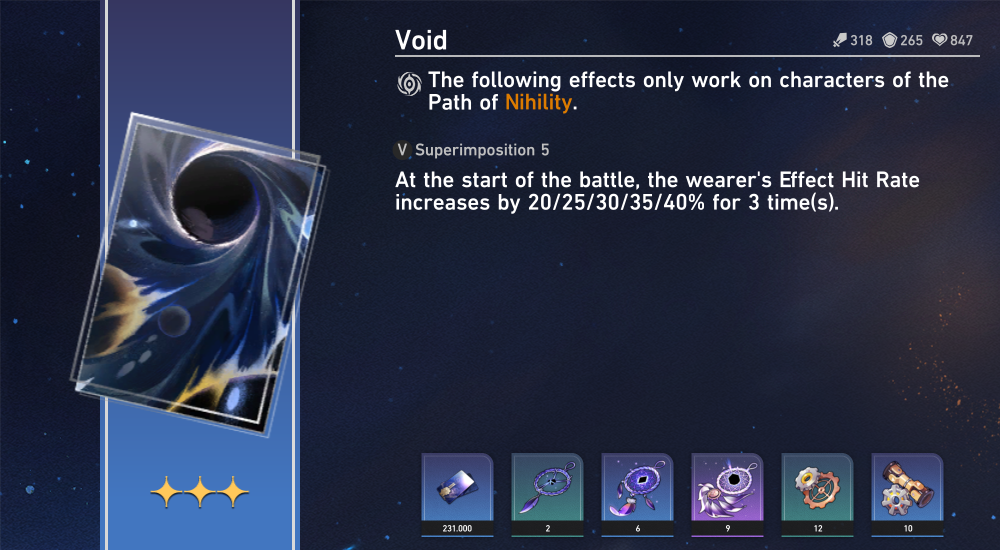 Void
318 265 847
The following effects only work on characters of the
Path of Nihility.
V Superimposition 5
At the start of the battle, the wearer's Effect Hit Rate
increases by 20/25/30/35/40% for 3 time(s).
231.000 2 6 9 12 10